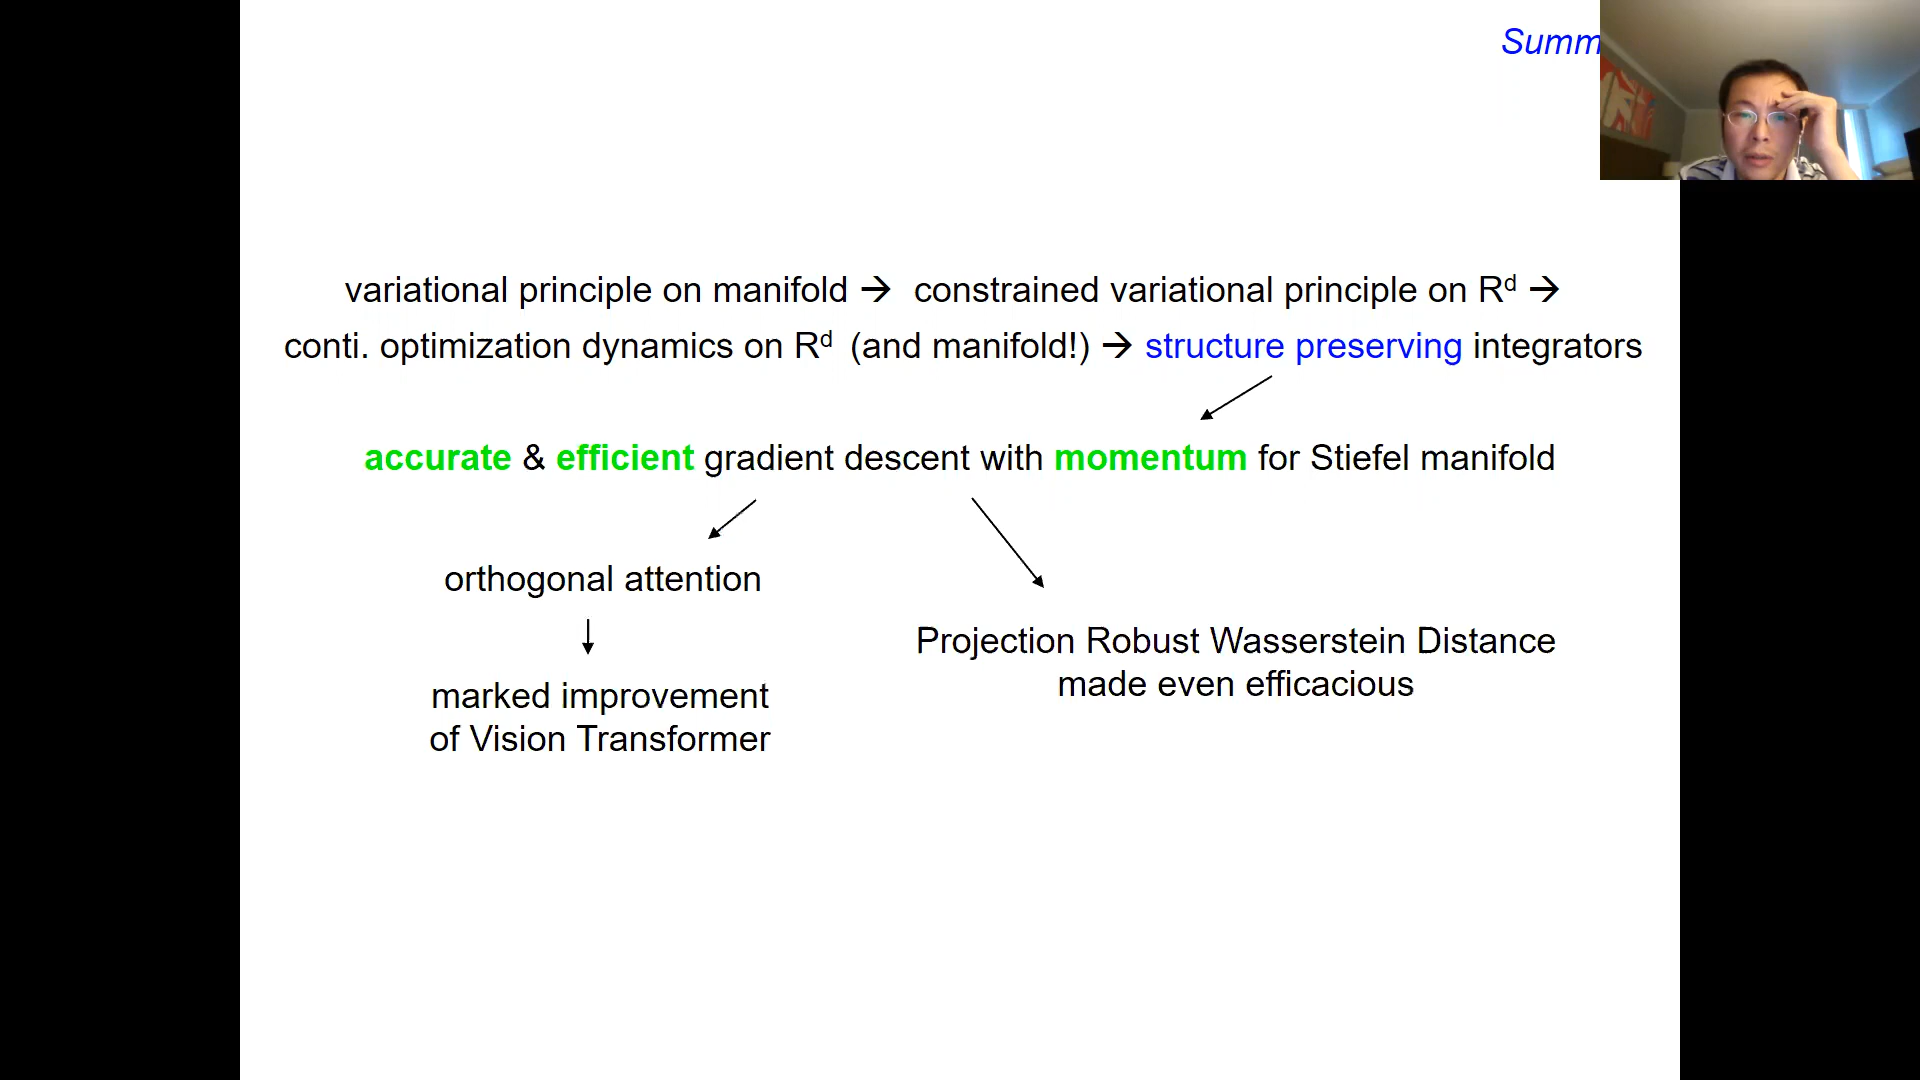 Summ
variational principle on manifold → constrained variational principle on Rᵈ →
conti. optimization dynamics on Rᵈ (and manifold!) → structure preserving integrators
accurate & efficient gradient descent with momentum for Stiefel manifold
orthogonal attention
Projection Robust Wasserstein Distance
made even efficacious
marked improvement
of Vision Transformer